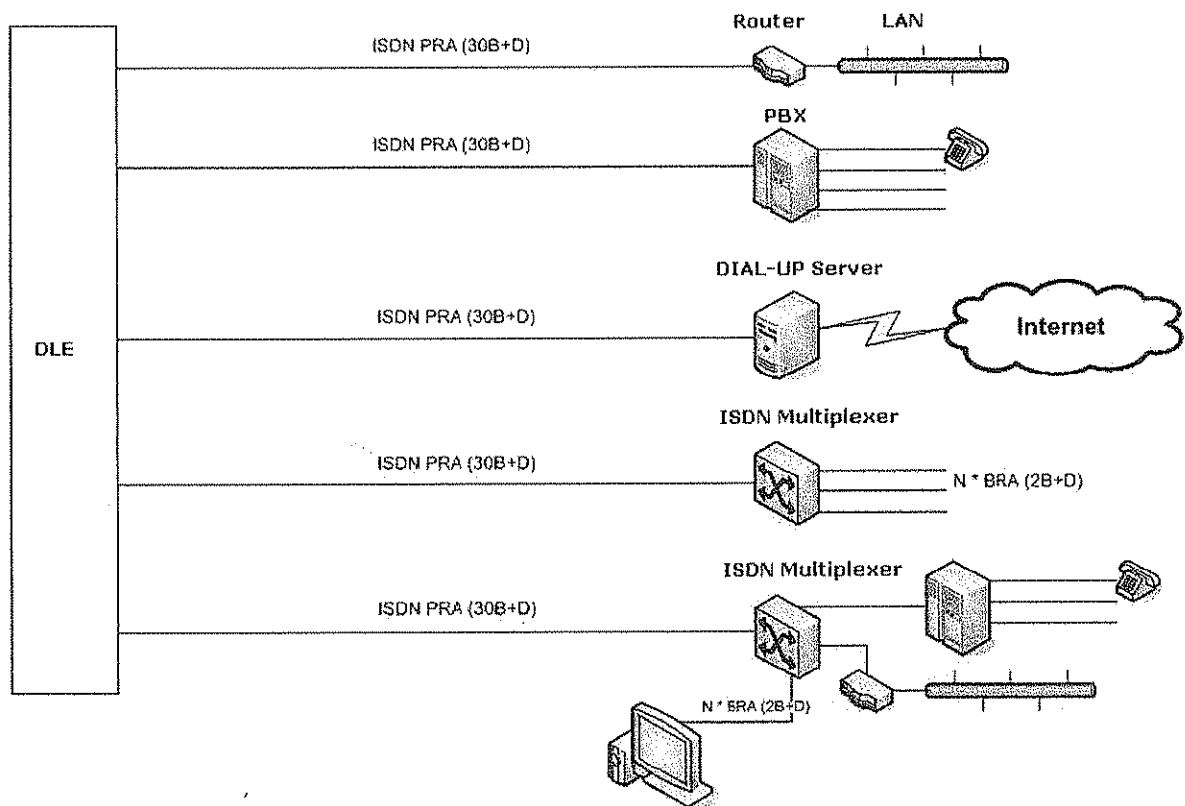 Router LAN
ISDN PRA (30B+D)
PBX
ISDN PRA (30B+D)
DIAL-UP Server
ISDN PRA (30B+D)
Internet
DLE
ISDN Multiplexer
ISDN PRA (30B+D)
N * BRA (2B+D)
ISDN Multiplexer
ISDN PRA (30B+D)
N * BRA (2B+D)